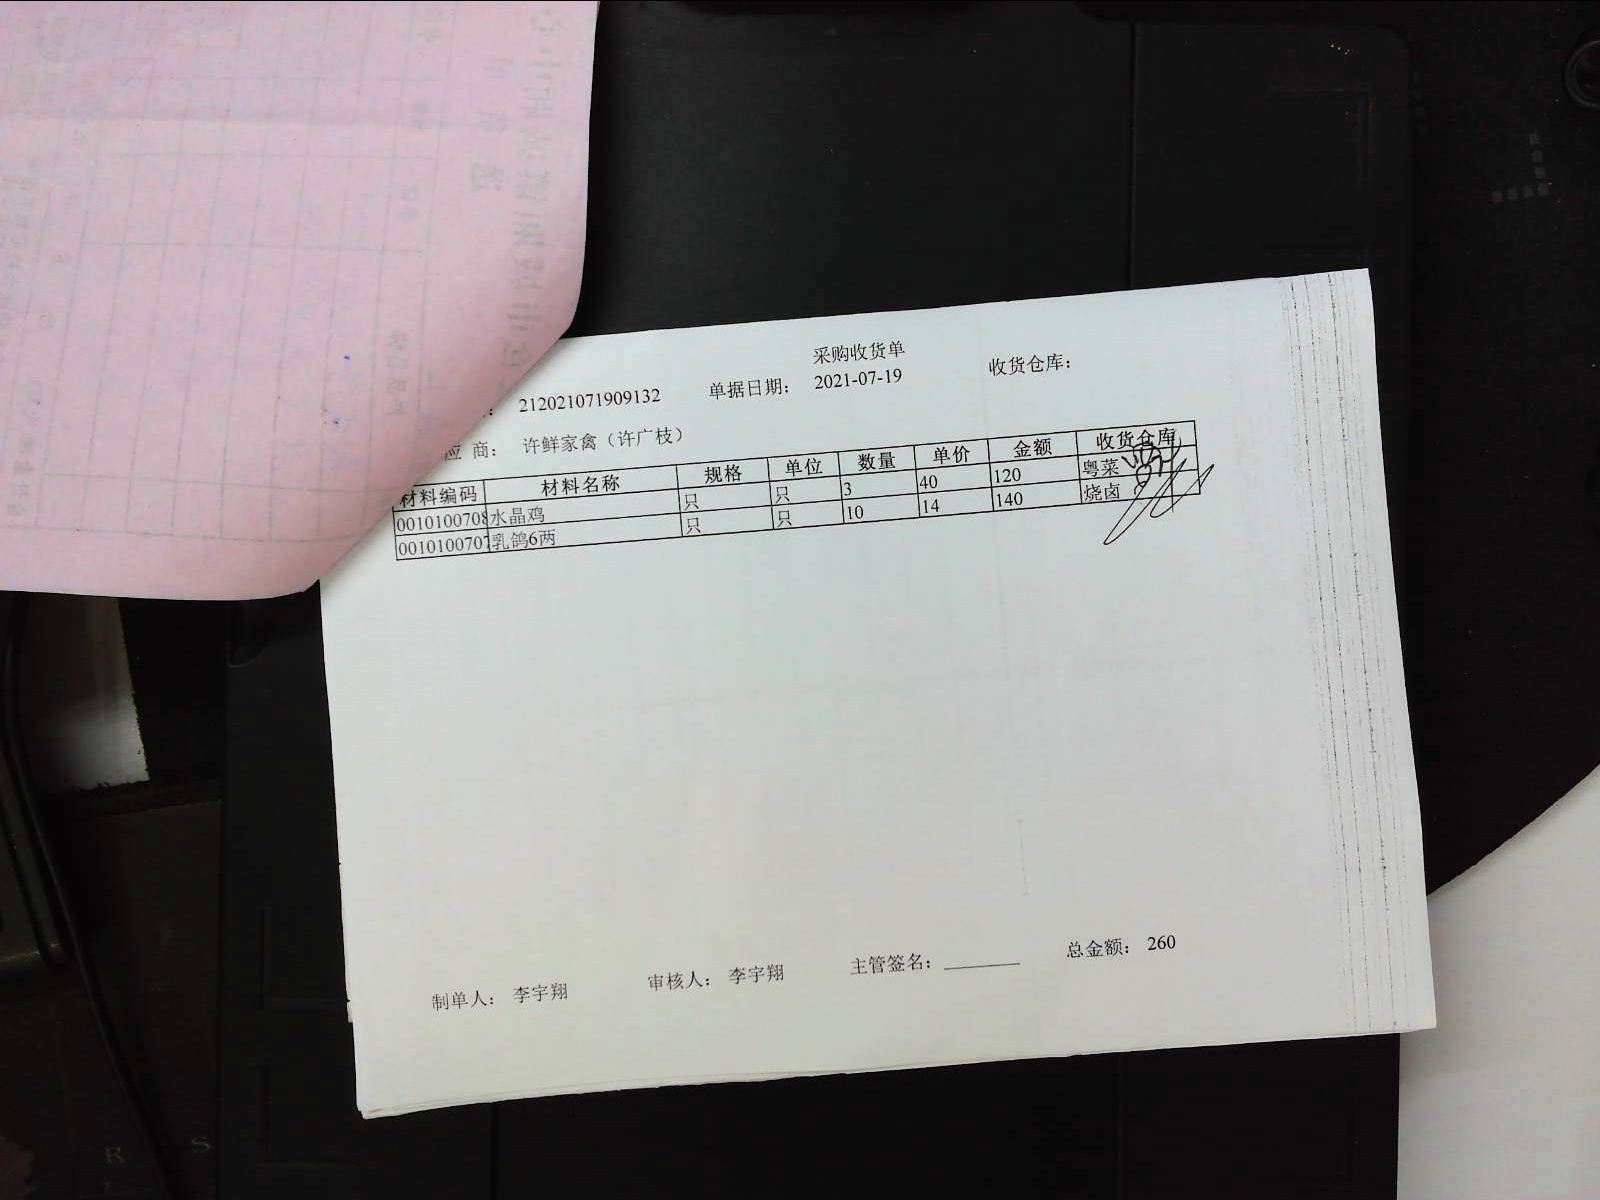 采购收货单
: 212021071909132 单据日期: 2021-07-19 收货仓库:
应 商: 许鲜家禽（许广枝）
材料编码 材料名称 规格 单位 数量 单价 金额 收货仓库
0010100708 水晶鸡 只 只 3 40 120 粤菜
0010100707 乳鸽6两 只 只 10 14 140 烧卤
制单人: 李宇翔 审核人: 李宇翔 主管签名: 总金额: 260